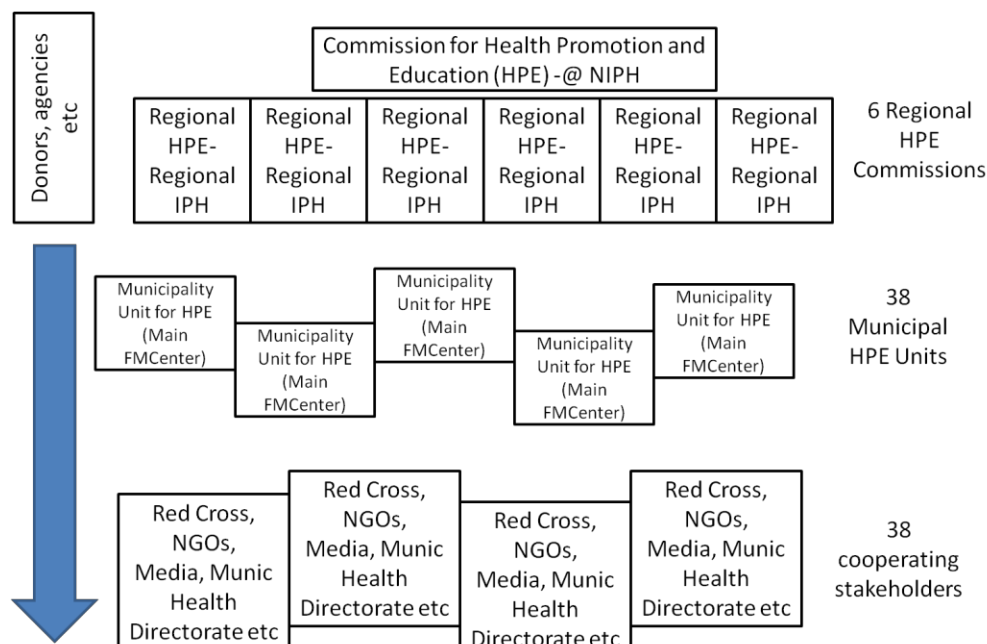 Donors, agencies
etc
Commission for Health Promotion and
Education (HPE) -@ NIPH
Regional
HPE-
Regional
IPH
Regional
HPE-
Regional
IPH
Regional
HPE-
Regional
IPH
Regional
HPE-
Regional
IPH
Regional
HPE-
Regional
IPH
Regional
HPE-
Regional
IPH
6 Regional
HPE
Commissions
Municipality
Unit for HPE
(Main
FMCenter)
Municipality
Unit for HPE
(Main
FMCenter)
Municipality
Unit for HPE
(Main
FMCenter)
Municipality
Unit for HPE
(Main
FMCenter)
Municipality
Unit for HPE
(Main
FMCenter)
38
Municipal
HPE Units
Red Cross,
NGOs,
Media, Munic
Health
Directorate etc
Red Cross,
NGOs,
Media, Munic
Health
Directorate etc
Red Cross,
NGOs,
Media, Munic
Health
Directorate etc
Red Cross,
NGOs,
Media, Munic
Health
Directorate etc
38
cooperating
stakeholders